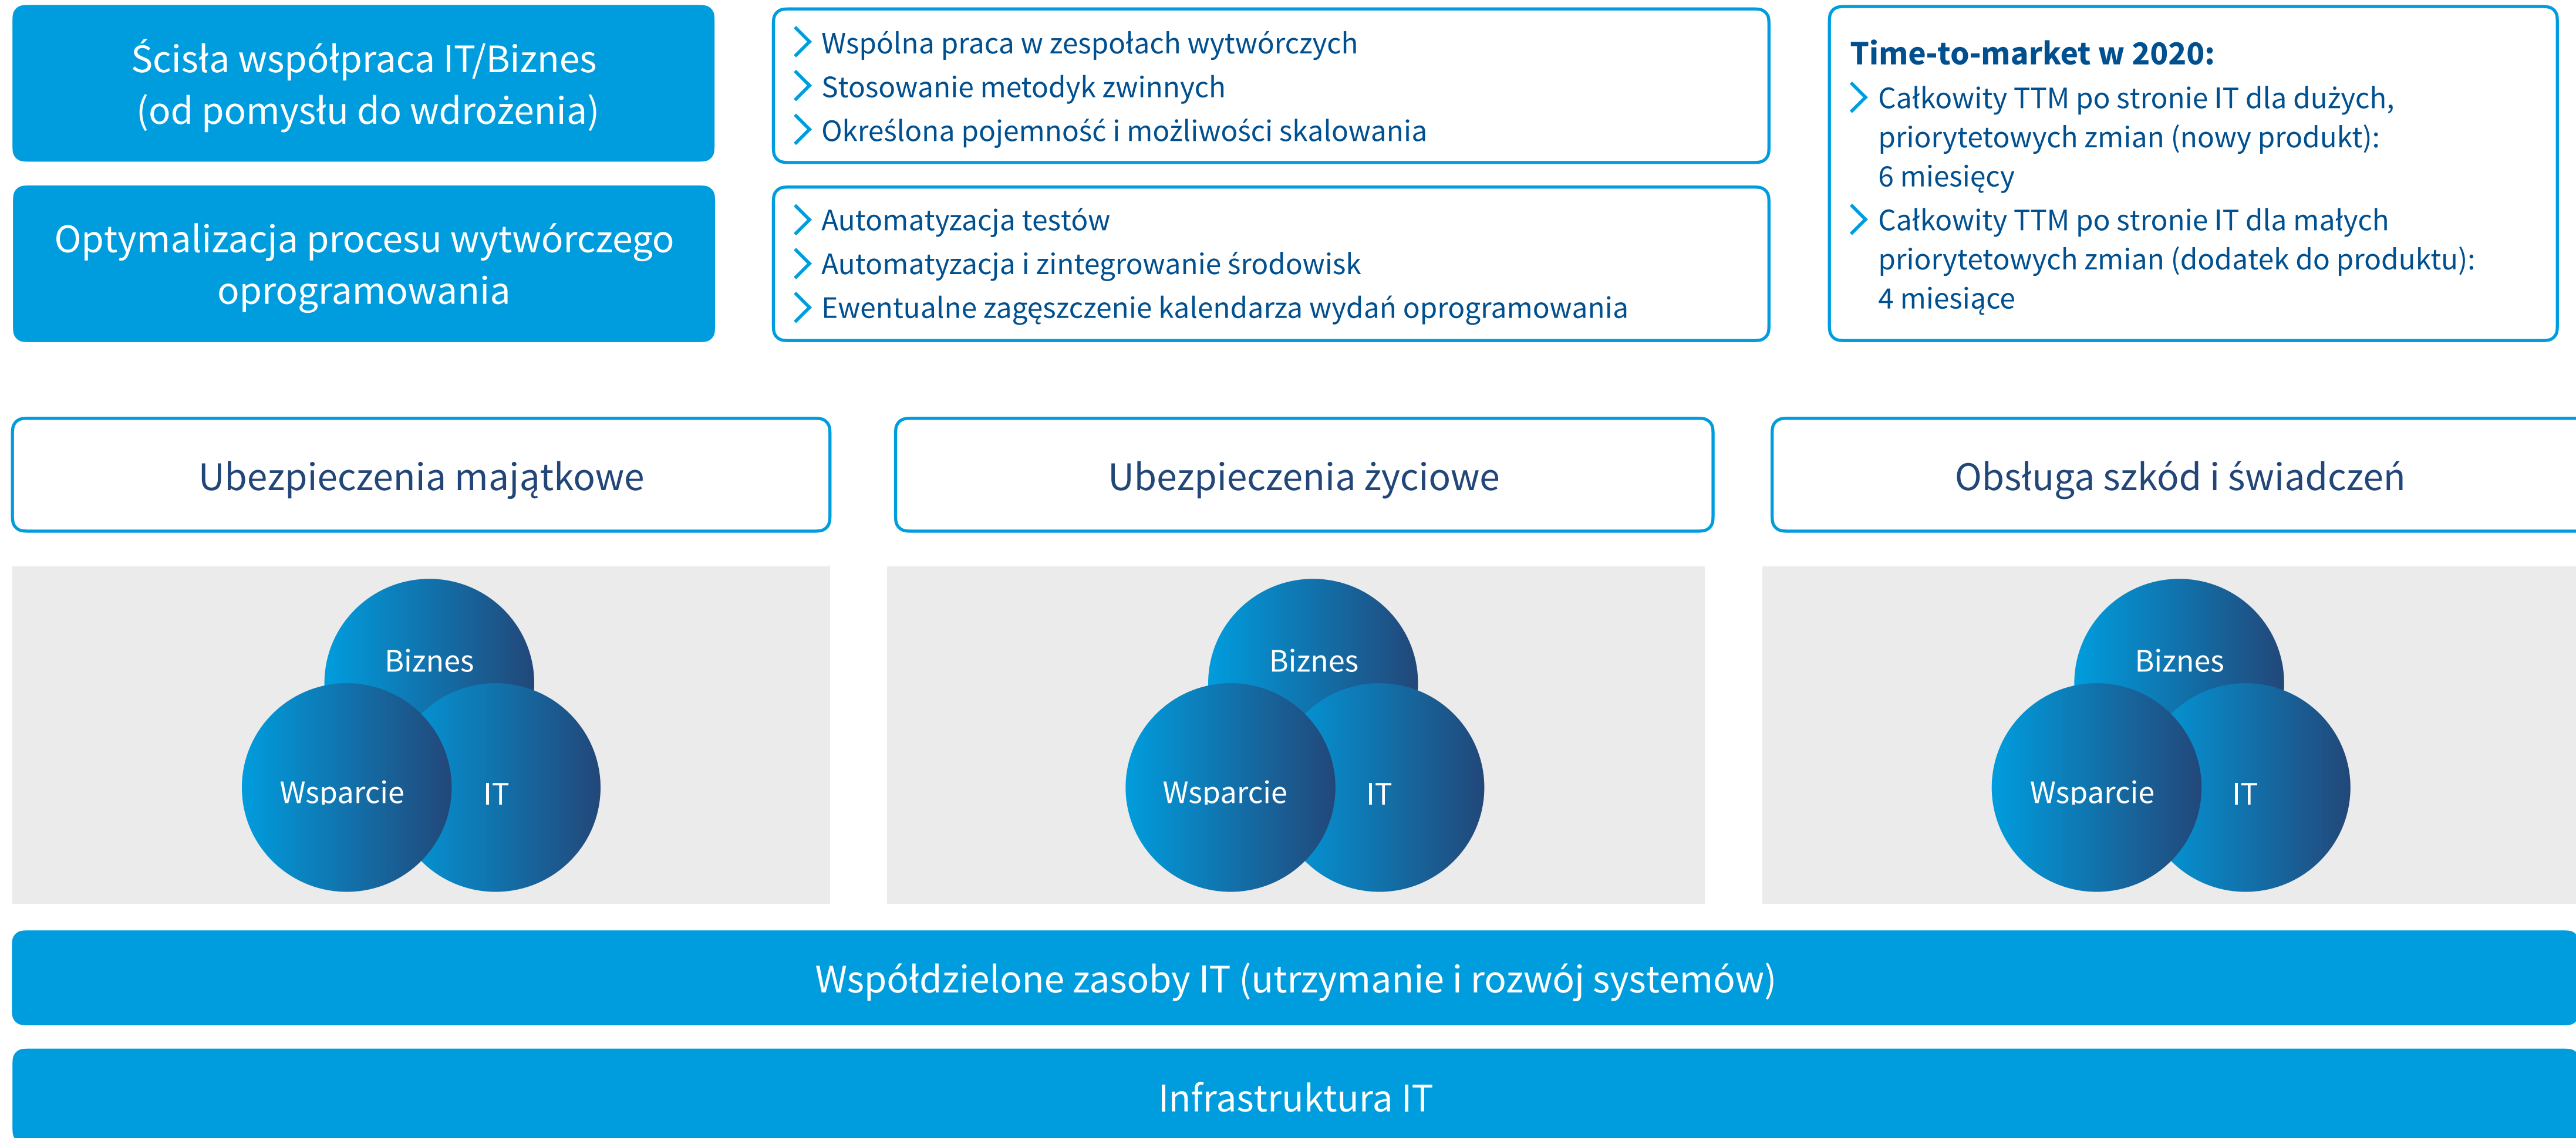 Ścisła współpraca IT/Biznes
(od pomysłu do wdrożenia)
Wspólna praca w zespołach wytwórczych
Stosowanie metodyk zwinnych
Określona pojemność i możliwości skalowania
Optymalizacja procesu wytwórczego
oprogramowania
Automatyzacja testów
Automatyzacja i zintegrowanie środowisk
Ewentualne zagęszczenie kalendarza wydań oprogramowania
Time-to-market w 2020:
Całkowity TTM po stronie IT dla dużych,
priorytetowych zmian (nowy produkt):
6 miesięcy
Całkowity TTM po stronie IT dla małych
priorytetowych zmian (dodatek do produktu):
4 miesiące
Ubezpieczenia majątkowe
Ubezpieczenia życiowe
Obsługa szkód i świadczeń
Biznes
Wsparcie
IT
Biznes
Wsparcie
IT
Biznes
Wsparcie
IT
Współdzielone zasoby IT (utrzymanie i rozwój systemów)
Infrastruktura IT